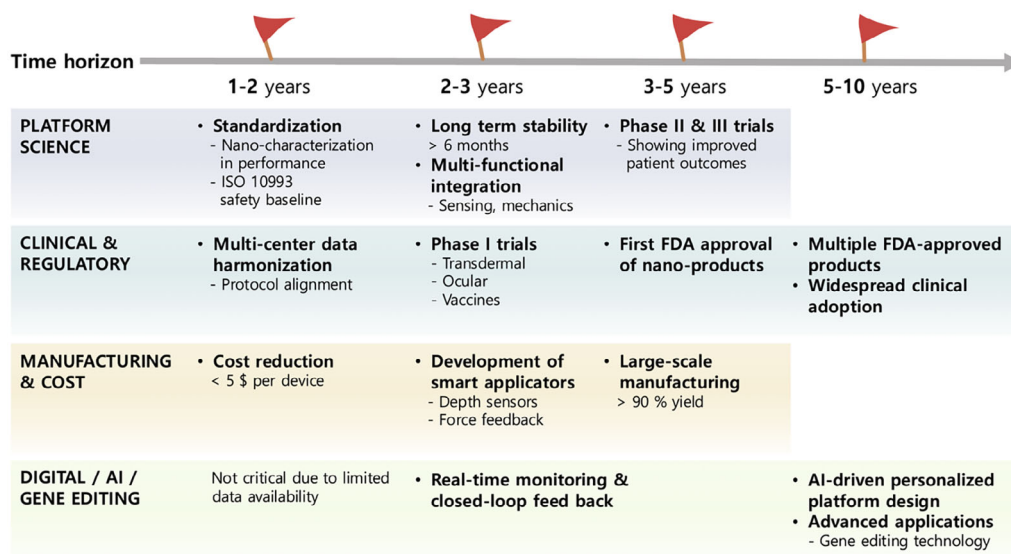 Time horizon
1-2 years
2-3 years
3-5 years
5-10 years
PLATFORM
SCIENCE
• Standardization
- Nano-characterization
in performance
- ISO 10993
safety baseline
• Long term stability
> 6 months
• Multi-functional
integration
- Sensing, mechanics
• Phase II & III trials
- Showing improved
patient outcomes
CLINICAL &
REGULATORY
• Multi-center data
harmonization
- Protocol alignment
• Phase I trials
- Transdermal
- Ocular
- Vaccines
• First FDA approval
of nano-products
• Multiple FDA-approved
products
• Widespread clinical
adoption
MANUFACTURING
& COST
• Cost reduction
< 5 $ per device
• Development of
smart applicators
- Depth sensors
- Force feedback
• Large-scale
manufacturing
> 90 % yield
DIGITAL / AI /
GENE EDITING
Not critical due to limited
data availability
• Real-time monitoring &
closed-loop feed back
• AI-driven personalized
platform design
• Advanced applications
- Gene editing technology